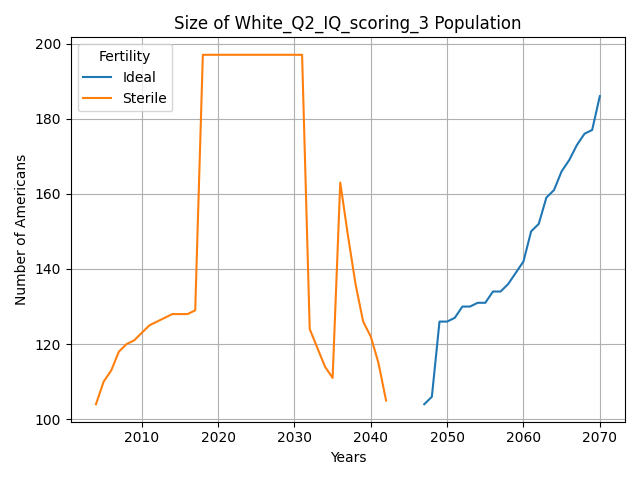 Size of White_Q2_IQ_scoring_3 Population
Number of Americans
200
180
160
140
120
100
Fertility
Ideal
Sterile
2010 2020 2030 2040 2050 2060 2070
Years